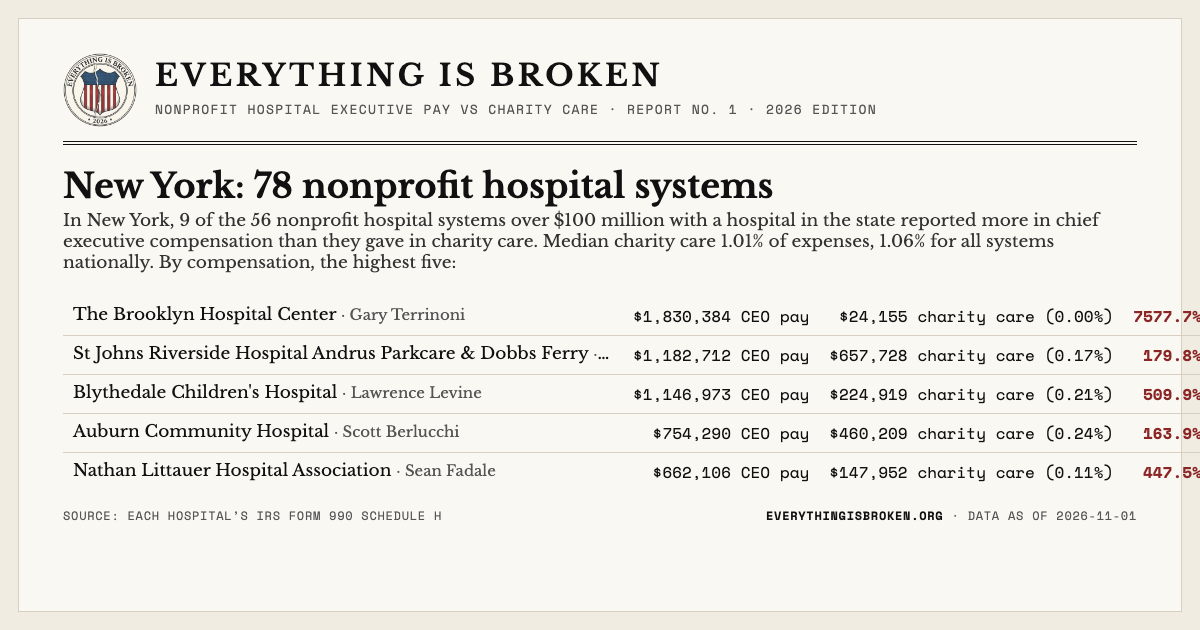 EVERYTHING IS BROKEN
· 2026 ·
EVERYTHING IS BROKEN
NONPROFIT HOSPITAL EXECUTIVE PAY VS CHARITY CARE · REPORT NO. 1 · 2026 EDITION
New York: 78 nonprofit hospital systems
In New York, 9 of the 56 nonprofit hospital systems over $100 million with a hospital in the state reported more in chief
executive compensation than they gave in charity care. Median charity care 1.01% of expenses, 1.06% for all systems
nationally. By compensation, the highest five:
The Brooklyn Hospital Center · Gary Terrinoni $1,830,384 CEO pay $24,155 charity care (0.00%) 7577.7%
St Johns Riverside Hospital Andrus Parkcare & Dobbs Ferry ·… $1,182,712 CEO pay $657,728 charity care (0.17%) 179.8%
Blythedale Children's Hospital · Lawrence Levine $1,146,973 CEO pay $224,919 charity care (0.21%) 509.9%
Auburn Community Hospital · Scott Berlucchi $754,290 CEO pay $460,209 charity care (0.24%) 163.9%
Nathan Littauer Hospital Association · Sean Fadale $662,106 CEO pay $147,952 charity care (0.11%) 447.5%
SOURCE: EACH HOSPITAL’S IRS FORM 990 SCHEDULE H
EVERYTHINGISBROKEN.ORG · DATA AS OF 2026-11-01